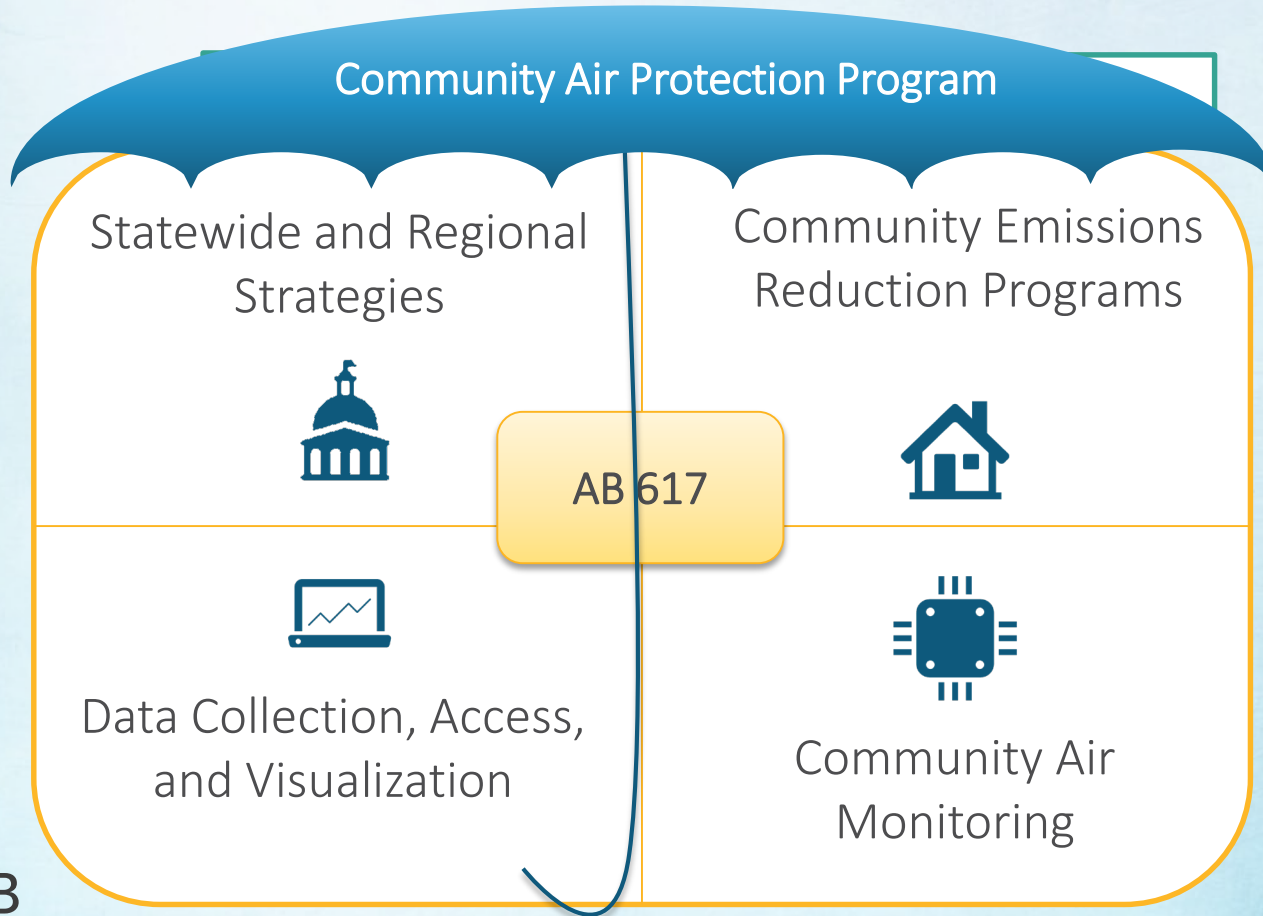 Community Air Protection Program
Statewide and Regional
Strategies
Community Emissions
Reduction Programs
AB 617
Data Collection, Access,
and Visualization
Community Air
Monitoring